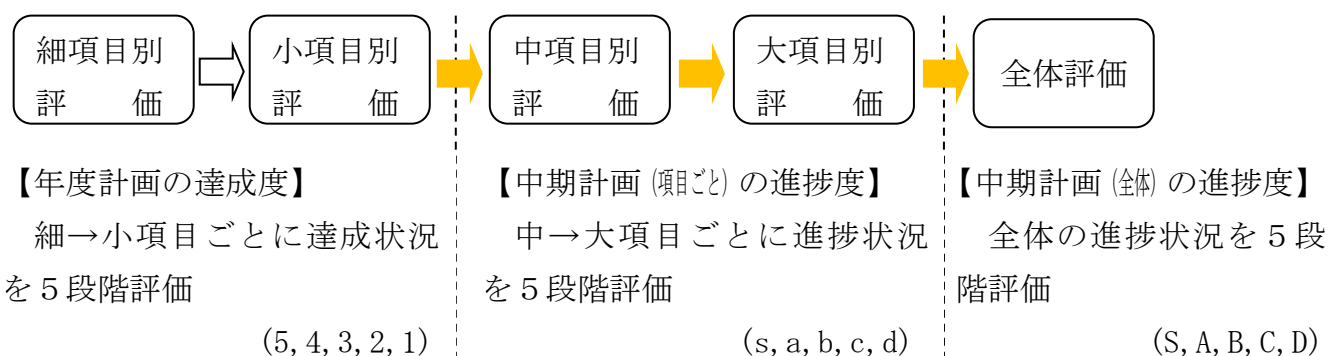 細項目別
評　　価
小項目別
評　　価
中項目別
評　　価
大項目別
評　　価
全体評価
【年度計画の達成度】
細→小項目ごとに達成状況
を５段階評価
(5,4,3,2,1)
【中期計画(項目ごと)の進捗度】
中→大項目ごとに進捗状況
を５段階評価
(s,a,b,c,d)
【中期計画(全体)の進捗度】
全体の進捗状況を５段
階評価
(S,A,B,C,D)